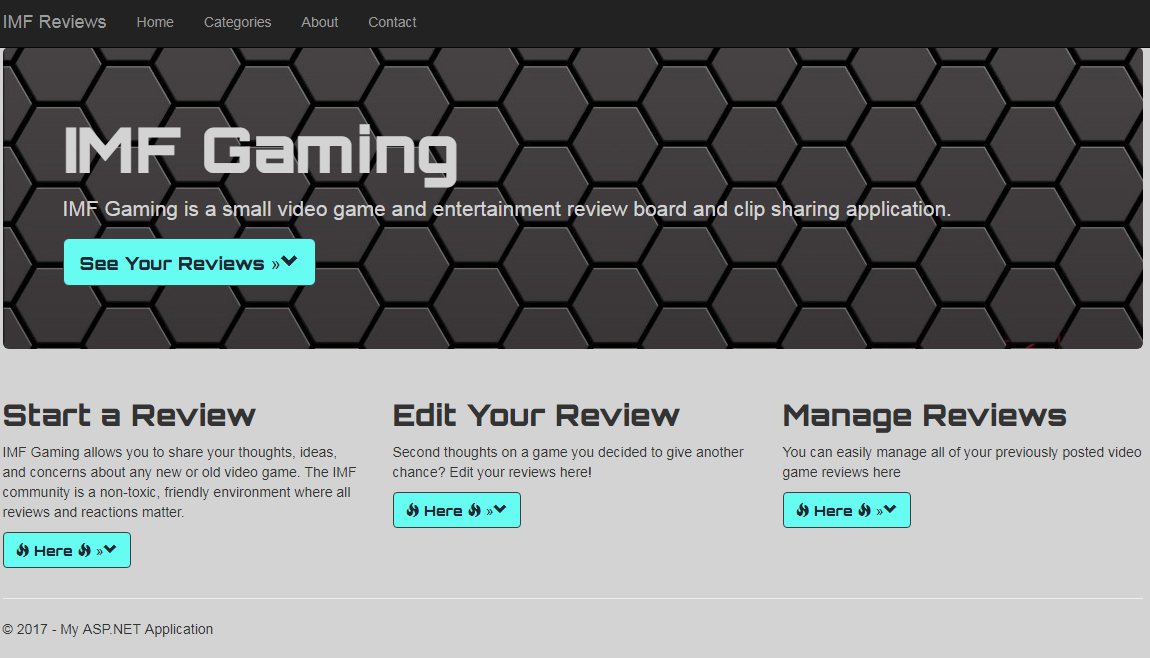 IMF Reviews Home Categories About Contact
IMF Gaming
IMF Gaming is a small video game and entertainment review board and clip sharing application.
See Your Reviews »
Start a Review
IMF Gaming allows you to share your thoughts, ideas,
and concerns about any new or old video game. The IMF
community is a non-toxic, friendly environment where all
reviews and reactions matter.
Here »
Edit Your Review
Second thoughts on a game you decided to give another
chance? Edit your reviews here!
Here »
Manage Reviews
You can easily manage all of your previously posted video
game reviews here
Here »
© 2017 - My ASP.NET Application